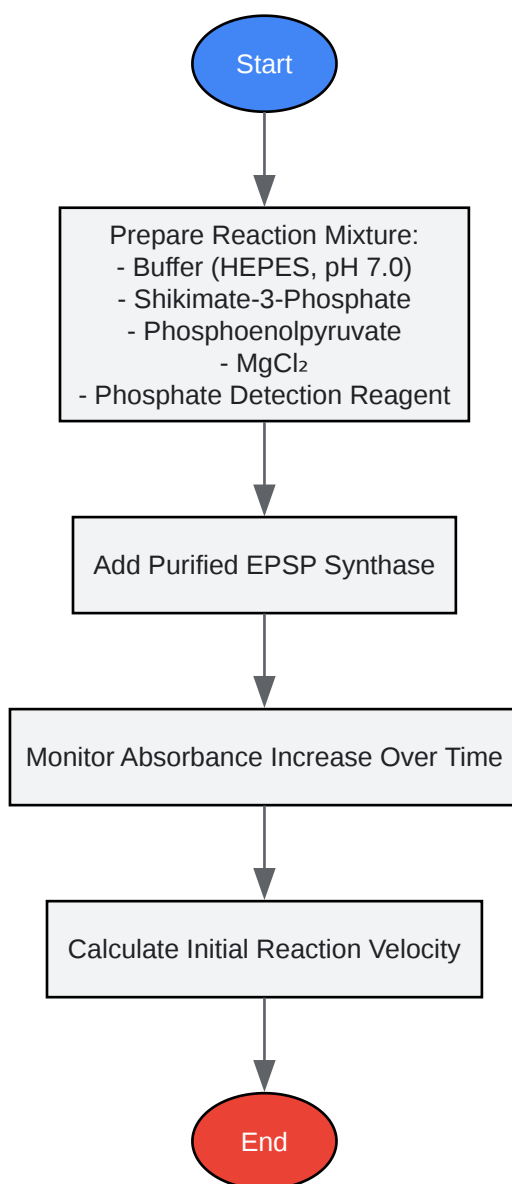 Start
Prepare Reaction Mixture:
- Buffer (HEPES, pH 7.0)
- Shikimate-3-Phosphate
- Phosphoenolpyruvate
- MgCl₂
- Phosphate Detection Reagent
Add Purified EPSP Synthase
Monitor Absorbance Increase Over Time
Calculate Initial Reaction Velocity
End